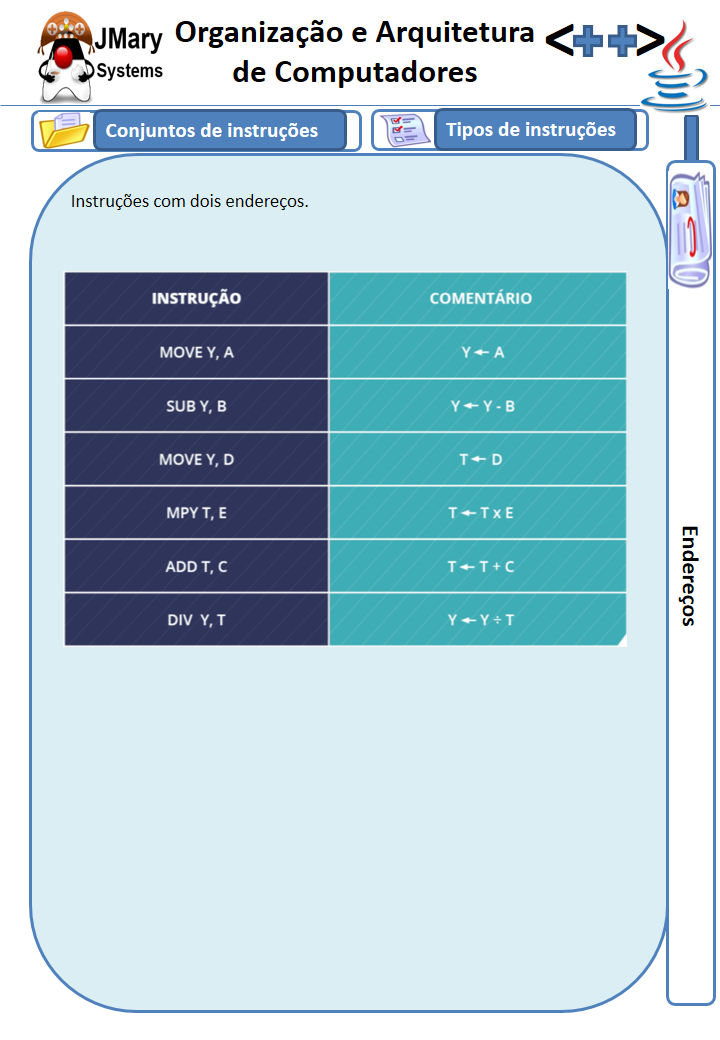 JMary
Systems
Organização e Arquitetura
de Computadores
<++>
Conjuntos de instruções
Tipos de instruções
Instruções com dois endereços.
INSTRUÇÃO COMENTÁRIO
MOVE Y, A Y ← A
SUB Y, B Y ← Y - B
MOVE Y, D T ← D
MPY T, E T ← T x E
ADD T, C T ← T + C
DIV Y, T Y ← Y ÷ T
Endereços